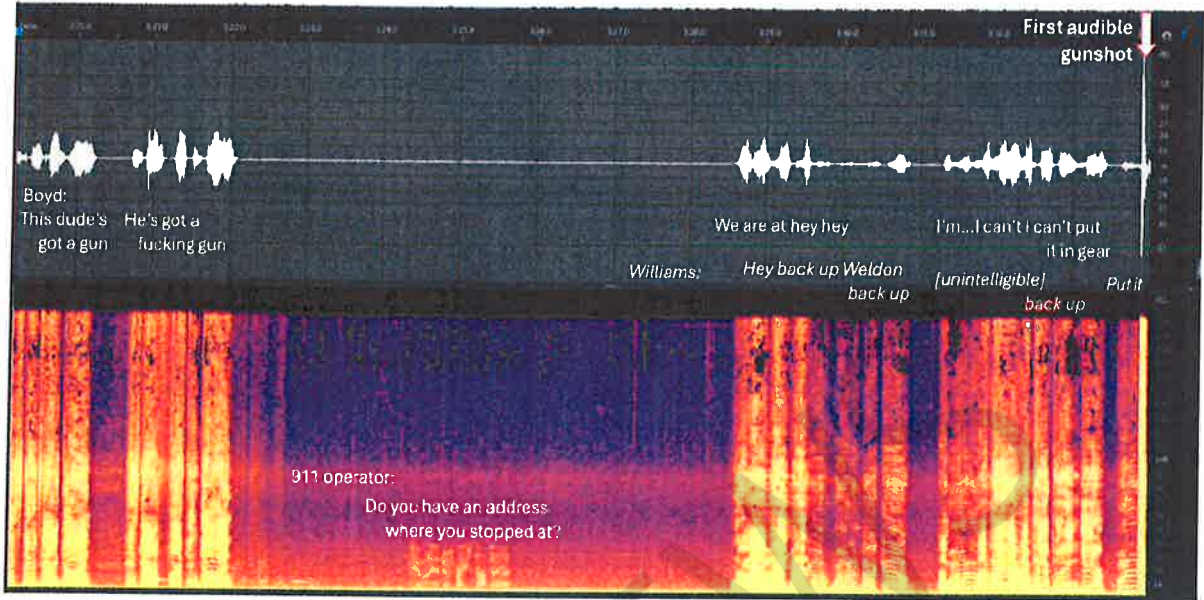 First audible
gunshot
Boyd:
This dude's
got a gun
He's got a
fucking gun
We are at hey hey
I'm...I can't I can't put
it in gear
Williams:
Hey back up Weldon
back up
[unintelligible]
back up
Put it
911 operator:
Do you have an address
where you stopped at?